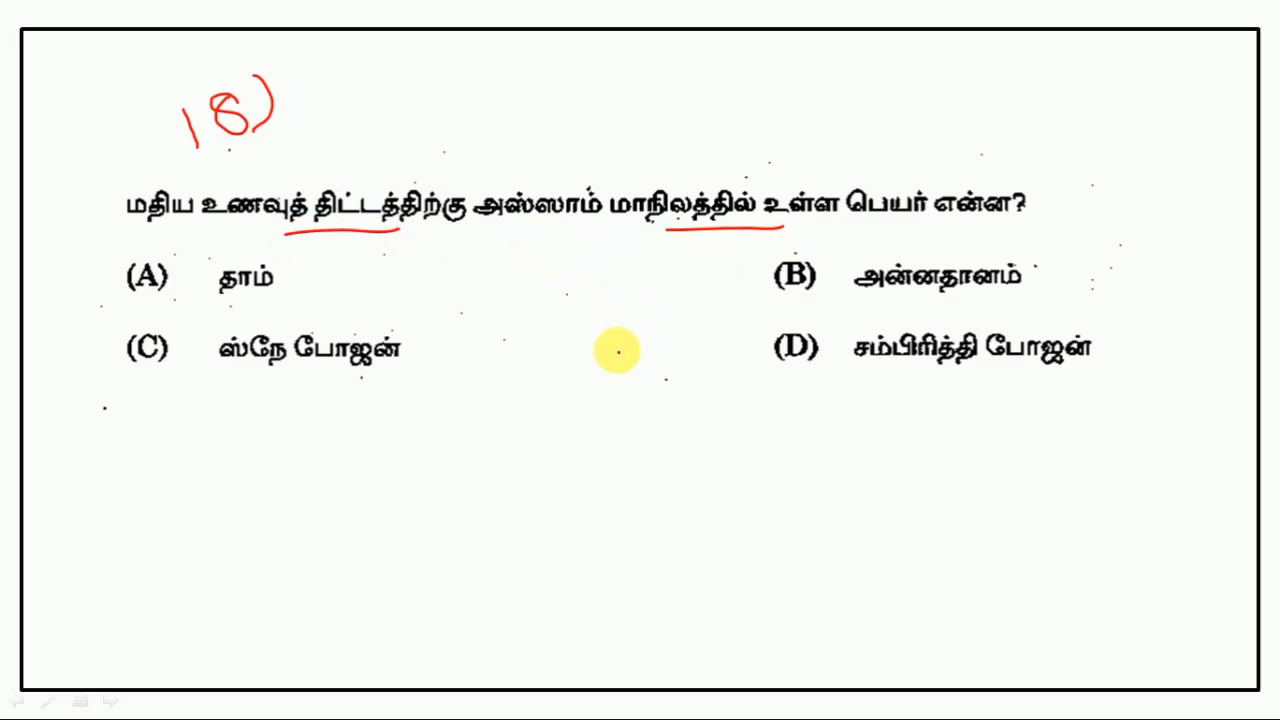 18)
மதிய உணவுத் திட்டத்திற்கு அஸ்ஸாம் மாநிலத்தில் உள்ள பெயர் என்ன?
(A) தாம் (B) அன்னதானம்
(C) ஸ்நே போஜன் (D) சம்பிரித்தி போஜன்